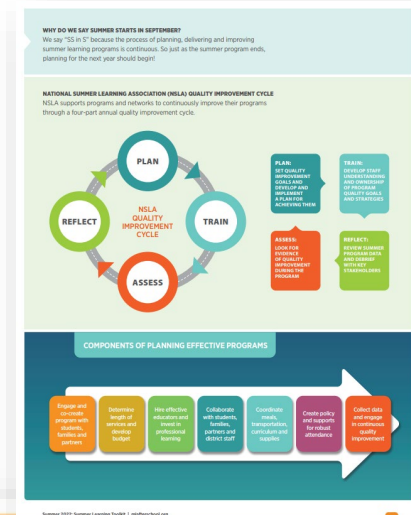 WHY DO WE SAY SUMMER STARTS IN SEPTEMBER?
We say "SS in S" because the process of planning, delivering and improving
summer learning programs is continuous. So just as the summer program ends,
planning for the next year should begin!
NATIONAL SUMMER LEARNING ASSOCIATION (NSLA) QUALITY IMPROVEMENT CYCLE
NSLA supports programs and networks to continuously improve their programs
through a four-part annual quality improvement cycle.
PLAN
REFLECT
NSLA
QUALITY
IMPROVEMENT
CYCLE
TRAIN
ASSESS
PLAN:
SET QUALITY
IMPROVEMENT
GOALS AND
DEVELOP AND
IMPLEMENT
A PLAN FOR
ACHIEVING THEM
TRAIN:
DEVELOP STAFF
UNDERSTANDING
AND OWNERSHIP
OF PROGRAM
QUALITY GOALS
AND STRATEGIES
ASSESS:
LOOK FOR
EVIDENCE
OF QUALITY
IMPROVEMENT
DURING THE
PROGRAM
REFLECT:
REVIEW SUMMER
PROGRAM DATA
AND DEBRIEF
WITH KEY
STAKEHOLDERS
COMPONENTS OF PLANNING EFFECTIVE PROGRAMS
Engage and
co-create
program with
students,
families and
partners
Determine
length of
services and
develop
budget
Hire effective
educators and
invest in
professional
learning
Collaborate
with students,
families,
partners and
district staff
Coordinate
meals,
transportation,
curriculum and
supplies
Create policy
and supports
for robust
attendance
Collect data
and engage
in continuous
quality
improvement
Summer Learning Toolkit